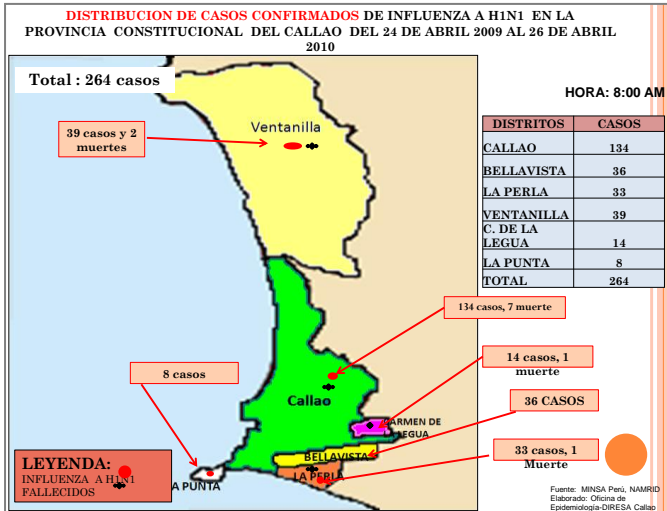 DISTRIBUCION DE CASOS CONFIRMADOS DE INFLUENZA A H1N1 EN LA
PROVINCIA CONSTITUCIONAL DEL CALLAO DEL 24 DE ABRIL 2009 AL 26 DE ABRIL
2010
Total : 264 casos
HORA: 8:00 AM
39 casos y 2
muertes
Ventanilla
DISTRITOS CASOS
CALLAO 134
BELLAVISTA 36
LA PERLA 33
VENTANILLA 39
C. DE LA
LEGUA 14
LA PUNTA 8
TOTAL 264
134 casos, 7 muerte
14 casos, 1
muerte
8 casos
36 CASOS
Callao
CARMEN DE
LEGUA
BELLAVISTA
33 casos, 1
Muerte
LA PERLA
A PUNTA
LEYENDA:
INFLUENZA A H1N1
FALLECIDOS
Fuente: MINSA Perú, NAMRID
Elaborado: Oficina de
Epidemiología-DIRESA Callao